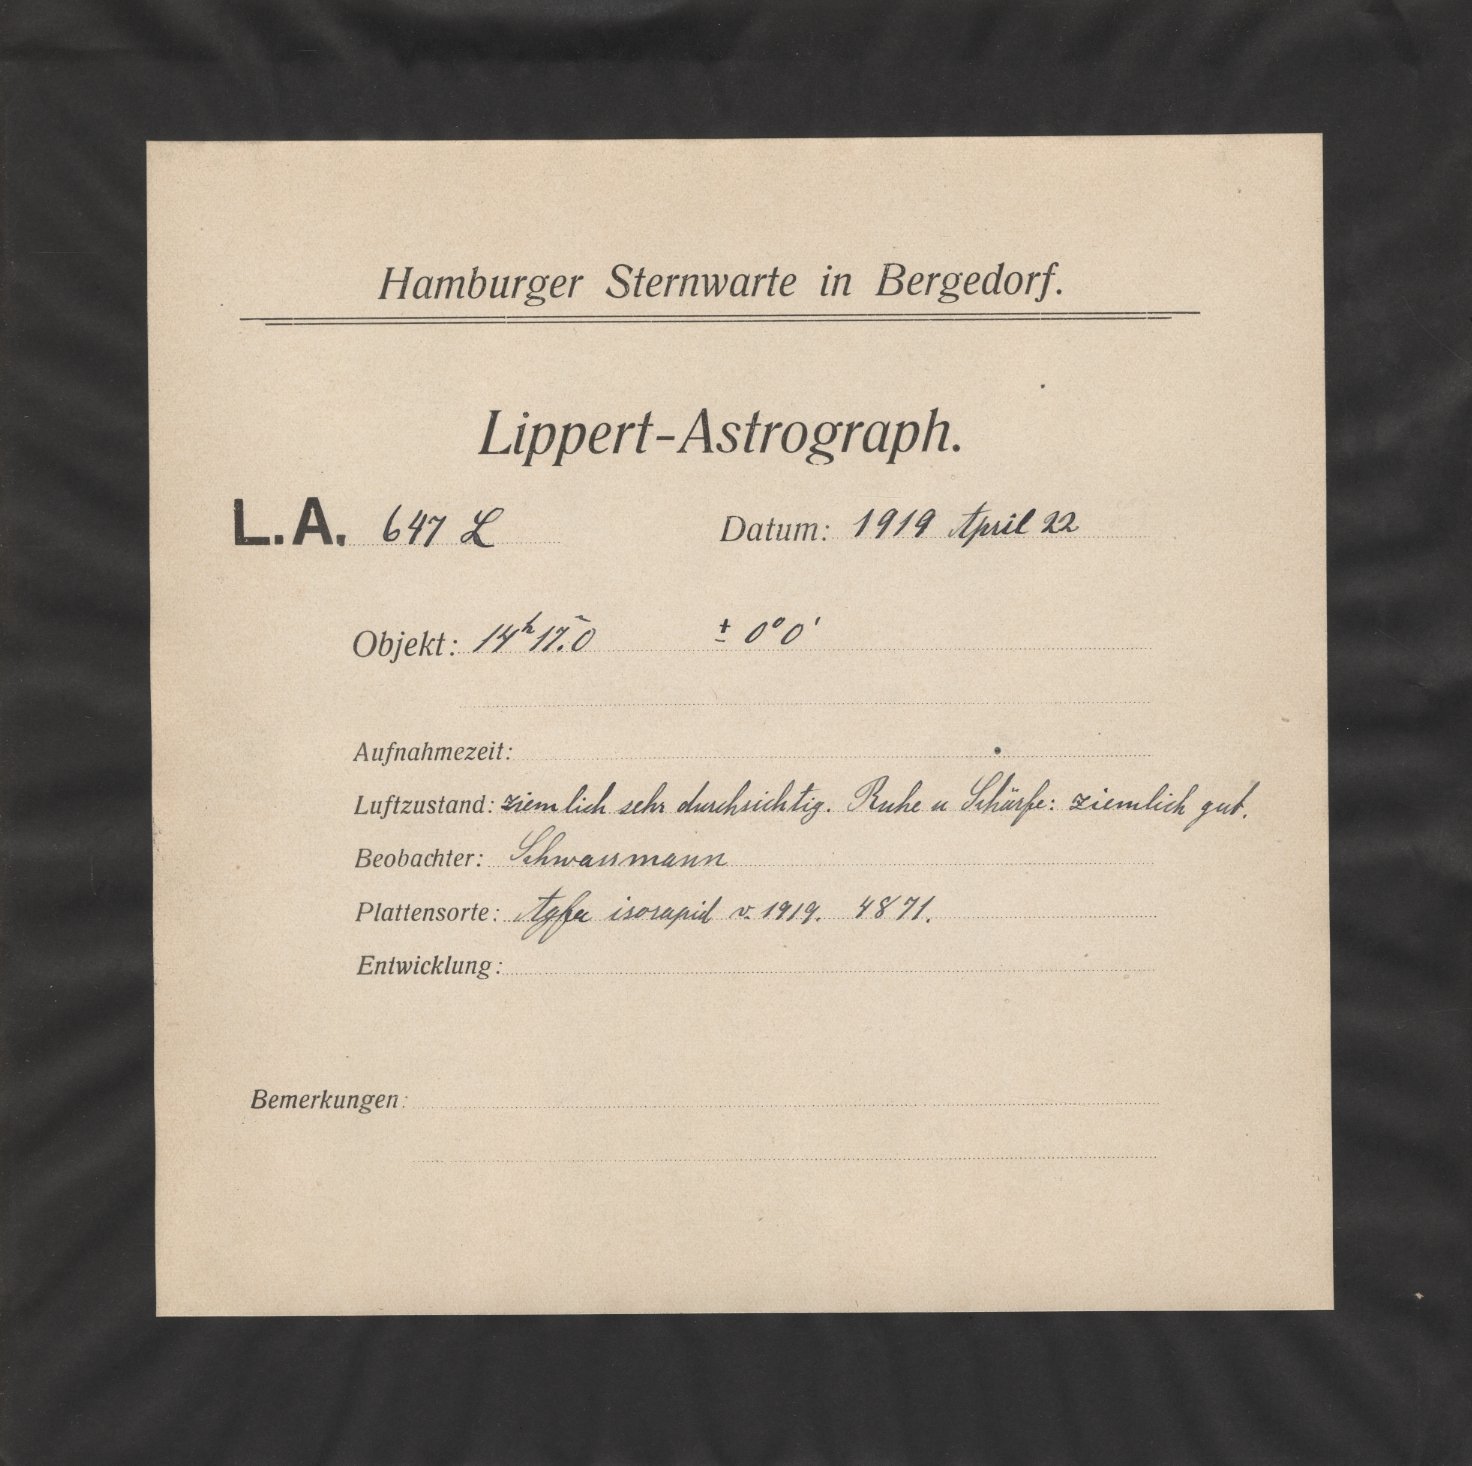 Hamburger Sternwarte in Bergedorf.
Lippert-Astrograph.
L.A. 647 L Datum: 1919 April 22
Objekt: 14ʰ 17.ᵐ0 ± 0° 0'
Aufnahmezeit:
Luftzustand: ziemlich sehr durchsichtig. Ruhe u Schärfe: ziemlich gut.
Beobachter: Schwassmann
Plattensorte: Agfa isorapid v. 1919. 4871.
Entwicklung:
Bemerkungen: